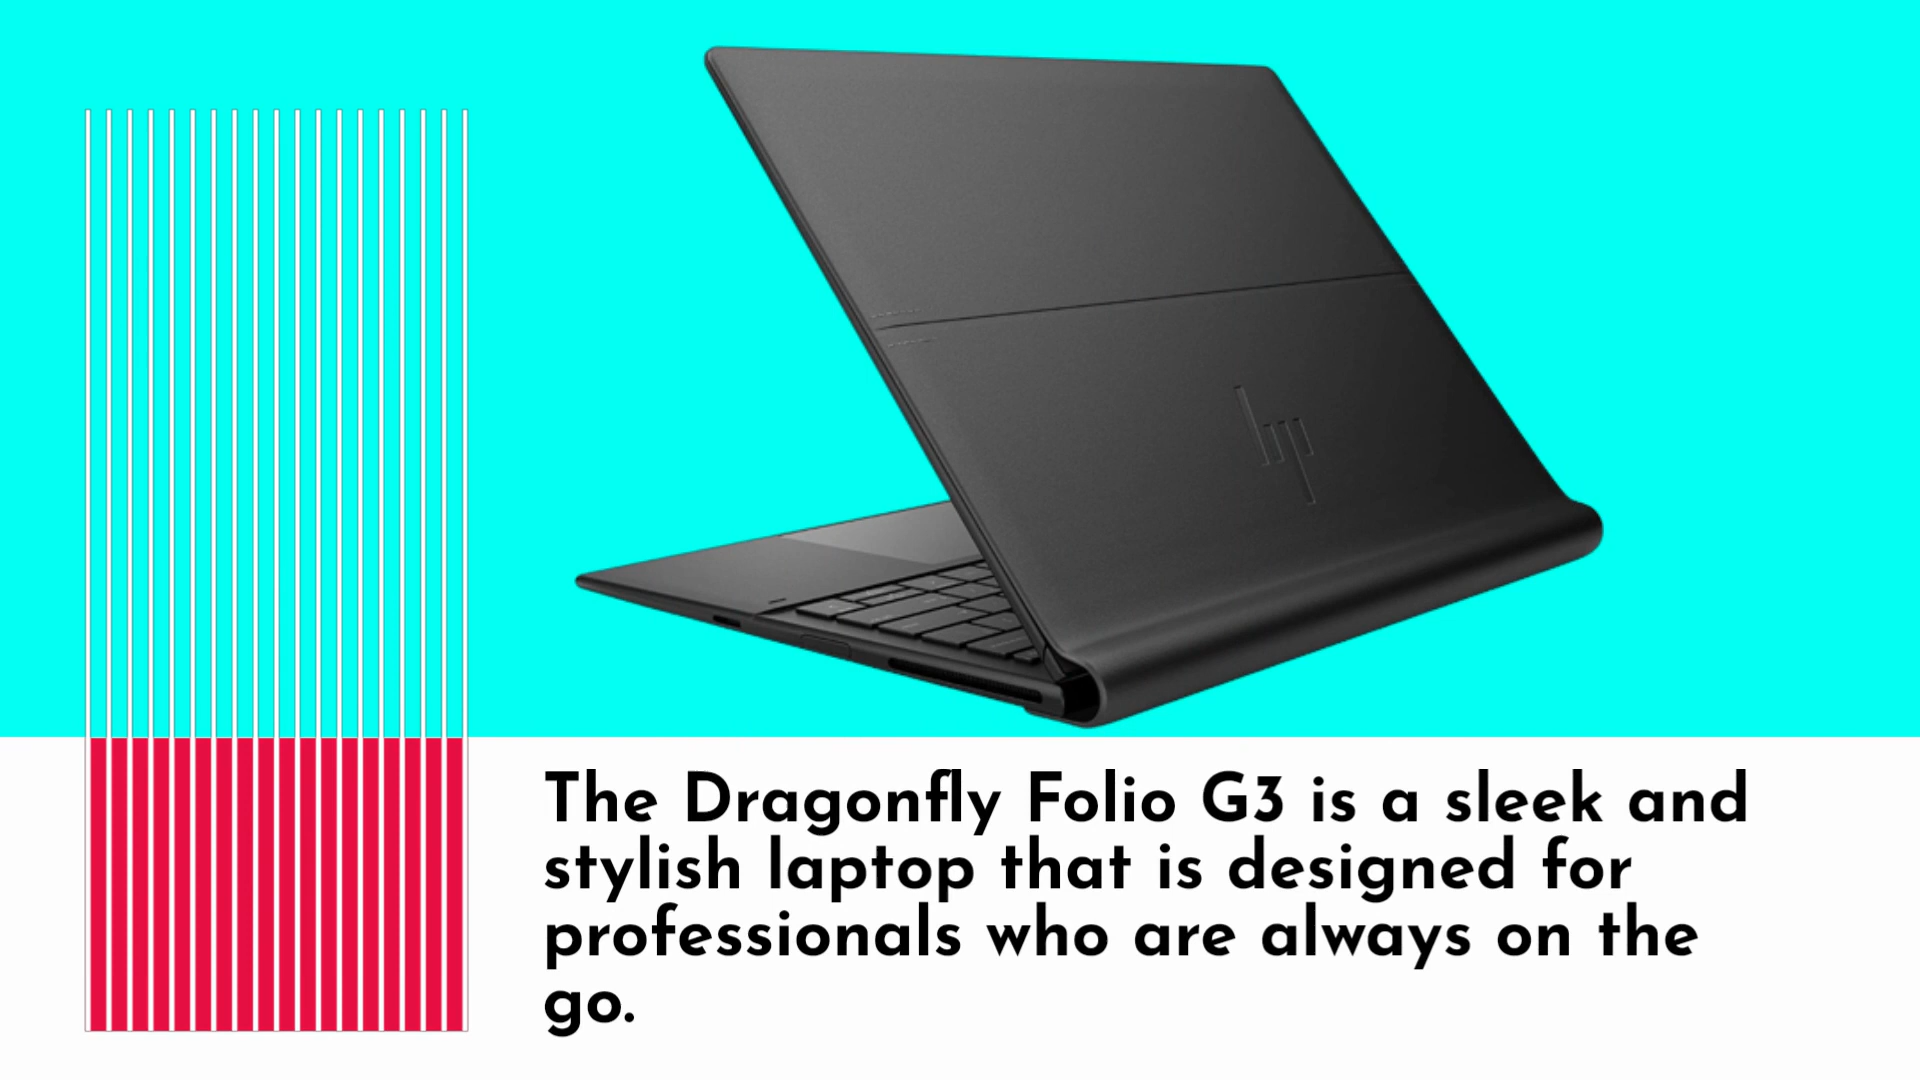 hp
The Dragonfly Folio G3 is a sleek and
stylish laptop that is designed for
professionals who are always on the
go.